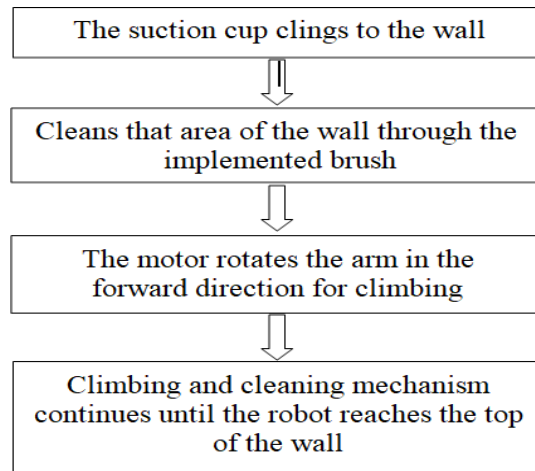 The suction cup clings to the wall
Cleans that area of the wall through the
implemented brush
The motor rotates the arm in the
forward direction for climbing
Climbing and cleaning mechanism
continues until the robot reaches the top
of the wall